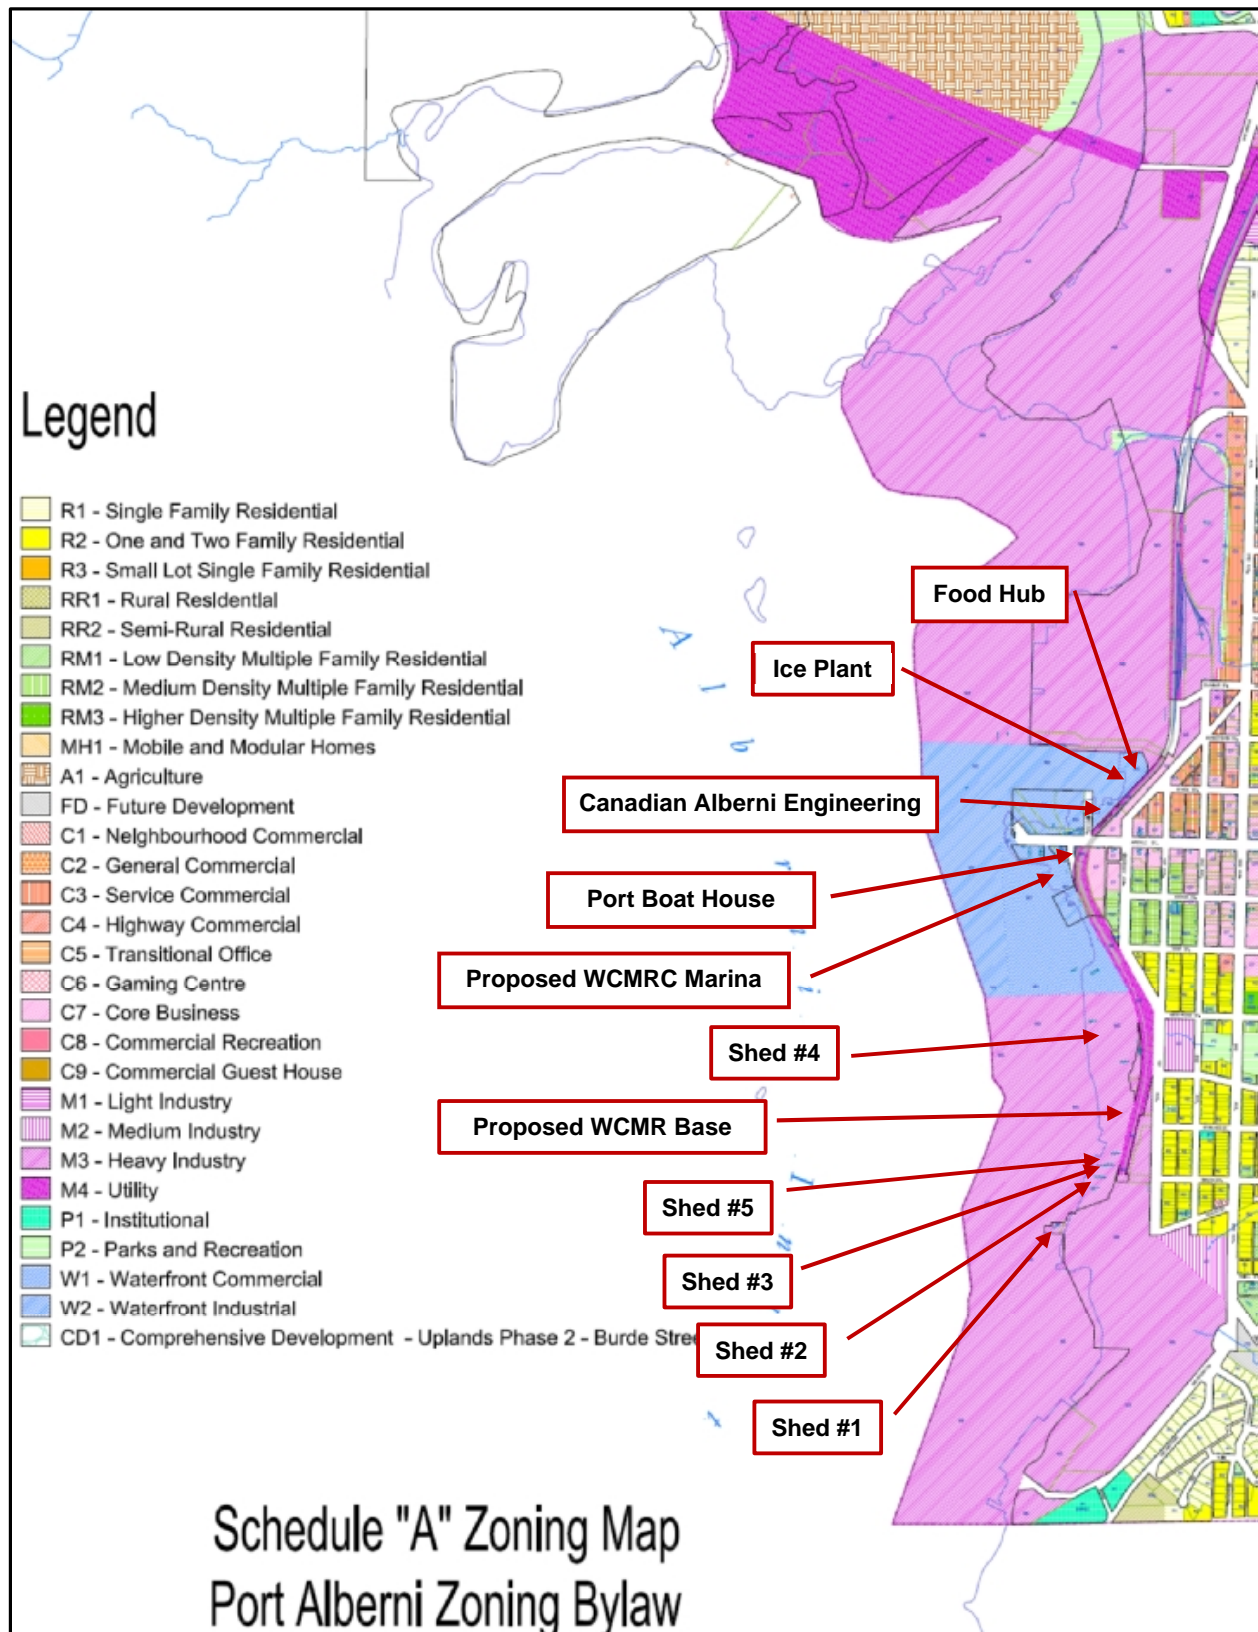 Legend
R1 - Single Family Residential
R2 - One and Two Family Residential
R3 - Small Lot Single Family Residential
RR1 - Rural Residential
RR2 - Semi-Rural Residential
RM1 - Low Density Multiple Family Residential
RM2 - Medium Density Multiple Family Residential
RM3 - Higher Density Multiple Family Residential
MH1 - Mobile and Modular Homes
A1 - Agriculture
FD - Future Development
C1 - Neighbourhood Commercial
C2 - General Commercial
C3 - Service Commercial
C4 - Highway Commercial
C5 - Transitional Office
C6 - Gaming Centre
C7 - Core Business
C8 - Commercial Recreation
C9 - Commercial Guest House
M1 - Light Industry
M2 - Medium Industry
M3 - Heavy Industry
M4 - Utility
P1 - Institutional
P2 - Parks and Recreation
W1 - Waterfront Commercial
W2 - Waterfront Industrial
CD1 - Comprehensive Development - Uplands Phase 2 - Burde Stre
Food Hub
Ice Plant
Canadian Alberni Engineering
Port Boat House
Proposed WCMRC Marina
Shed #4
Proposed WCMR Base
Shed #5
Shed #3
Shed #2
Shed #1
Alberni Inlet
Schedule "A" Zoning Map
Port Alberni Zoning Bylaw